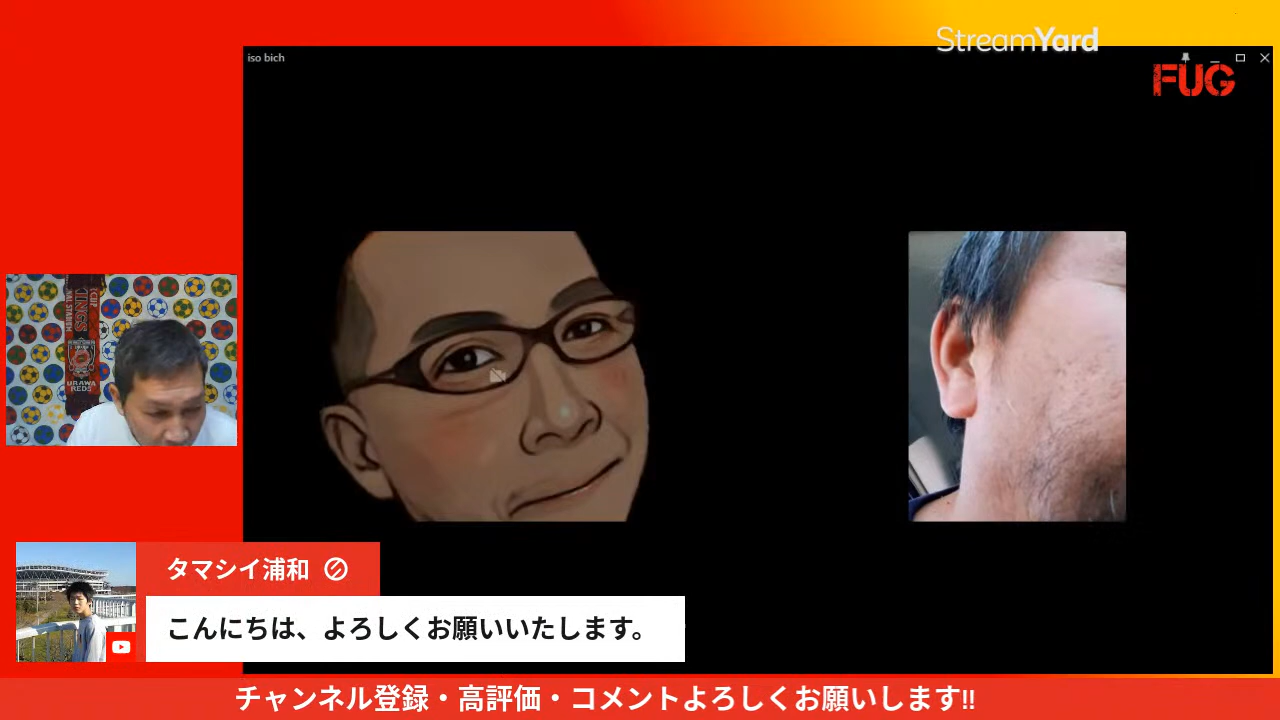 StreamYard
iso bich
FUG
URAWA
REDS
タマシイ浦和
こんにちは、よろしくお願いいたします。
チャンネル登録・高評価・コメントよろしくお願いします!!